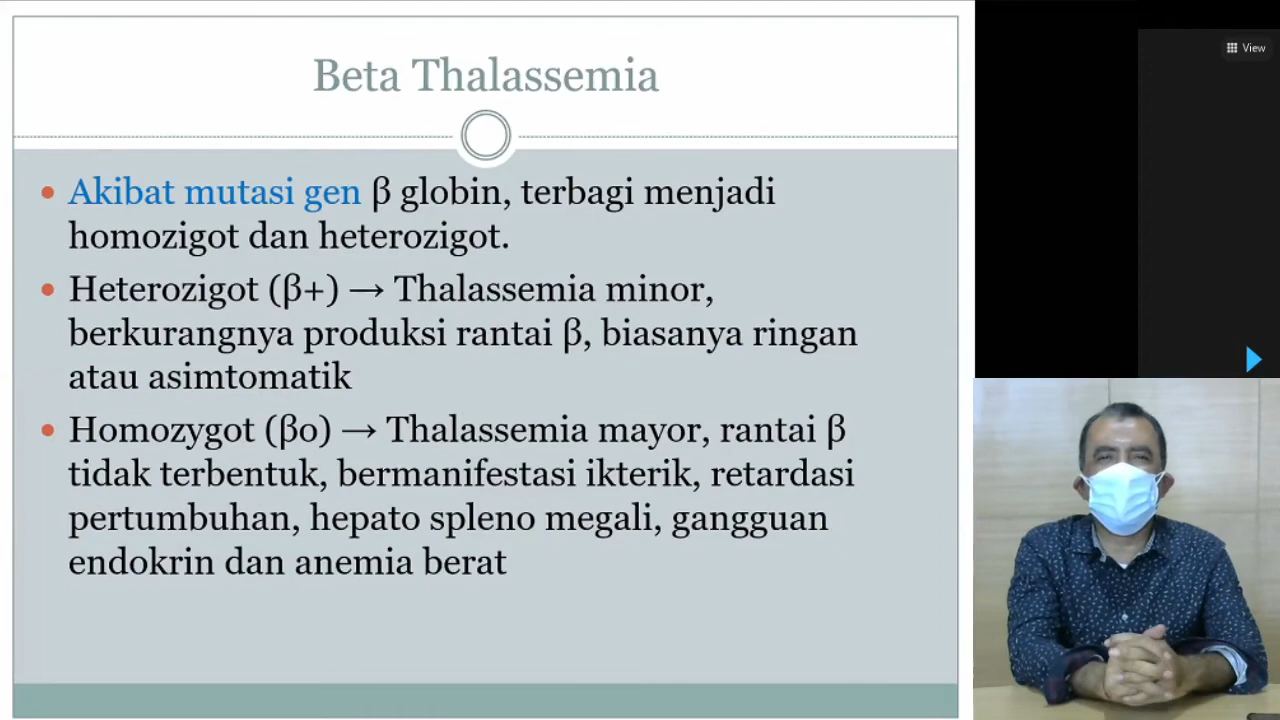 Beta Thalassemia
• Akibat mutasi gen β globin, terbagi menjadi
homozigot dan heterozigot.
• Heterozigot (β+) → Thalassemia minor,
berkurangnya produksi rantai β, biasanya ringan
atau asimtomatik
• Homozygot (βo) → Thalassemia mayor, rantai β
tidak terbentuk, bermanifestasi ikterik, retardasi
pertumbuhan, hepato spleno megali, gangguan
endokrin dan anemia berat
View